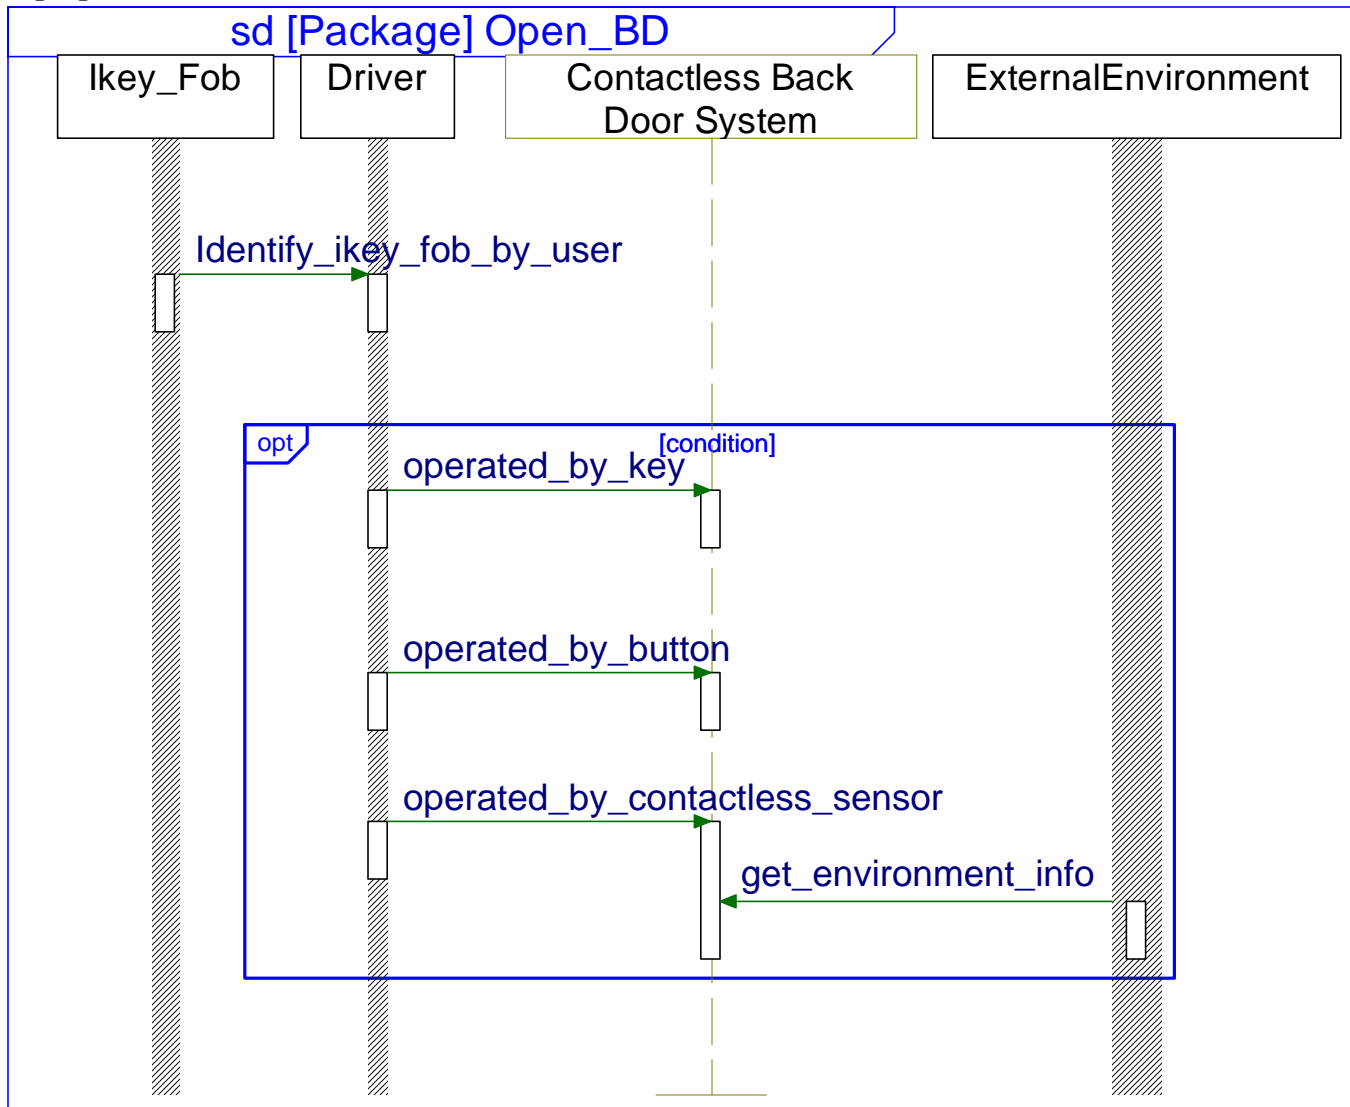 sd [Package] Open_BD
Ikey_Fob
Driver
Contactless Back
Door System
ExternalEnvironment
Identify_ikey_fob_by_user
opt
[condition]
operated_by_key
operated_by_button
operated_by_contactless_sensor
get_environment_info